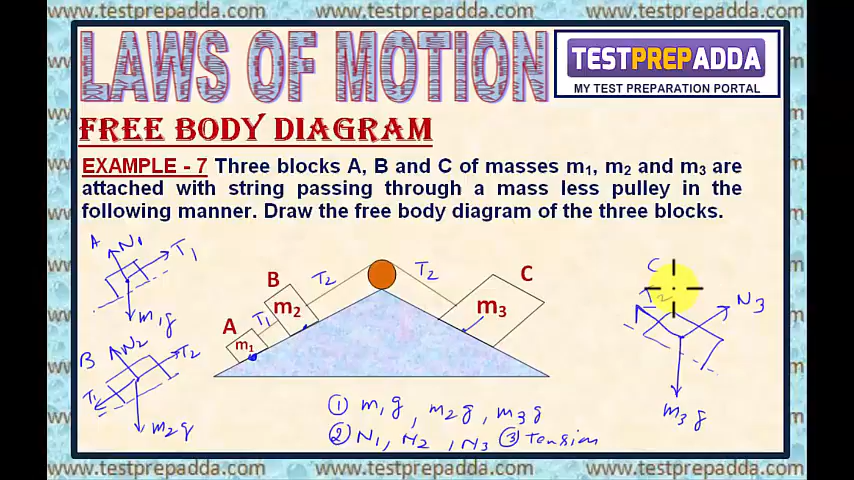 www.testprepadda.com www.testprepadda.com www.testprepadda.com
LAWS OF MOTION
TESTPREPADDA
MY TEST PREPARATION PORTAL
FREE BODY DIAGRAM
EXAMPLE - 7 Three blocks A, B and C of masses m₁, m₂ and m₃ are
attached with string passing through a mass less pulley in the
following manner. Draw the free body diagram of the three blocks.
A N₁ T₁
m₁g
B N₂ T₂
T₁
m₂g
A m₁ T₁
B m₂ T₂
T₂ C m₃
C T₂ N₃
m₃g
① m₁g, m₂g, m₃g
② N₁, N₂, N₃ ③ Tension
www.testprepadda.com www.testprepadda.com www.testprepadda.com